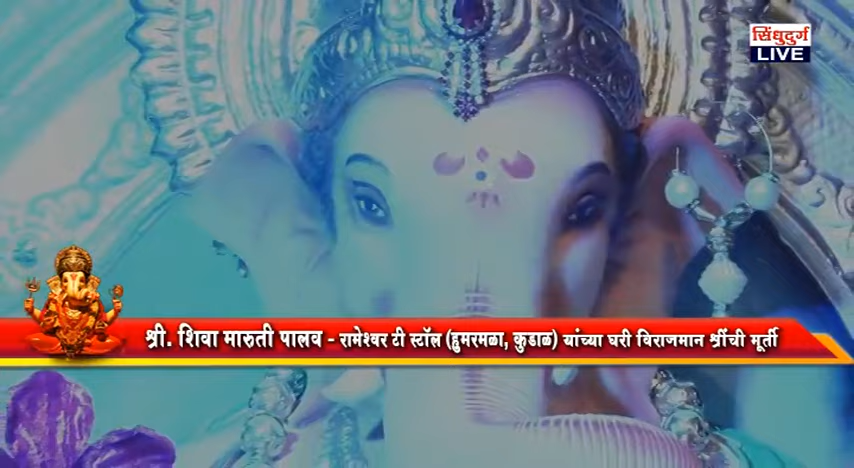 सिंधुदुर्ग
LIVE
श्री. शिवा मारुती पालव - रामेश्वर टी स्टॉल (हुमरमळा, कुडाळ) यांच्या घरी विराजमान श्रींची मूर्ती